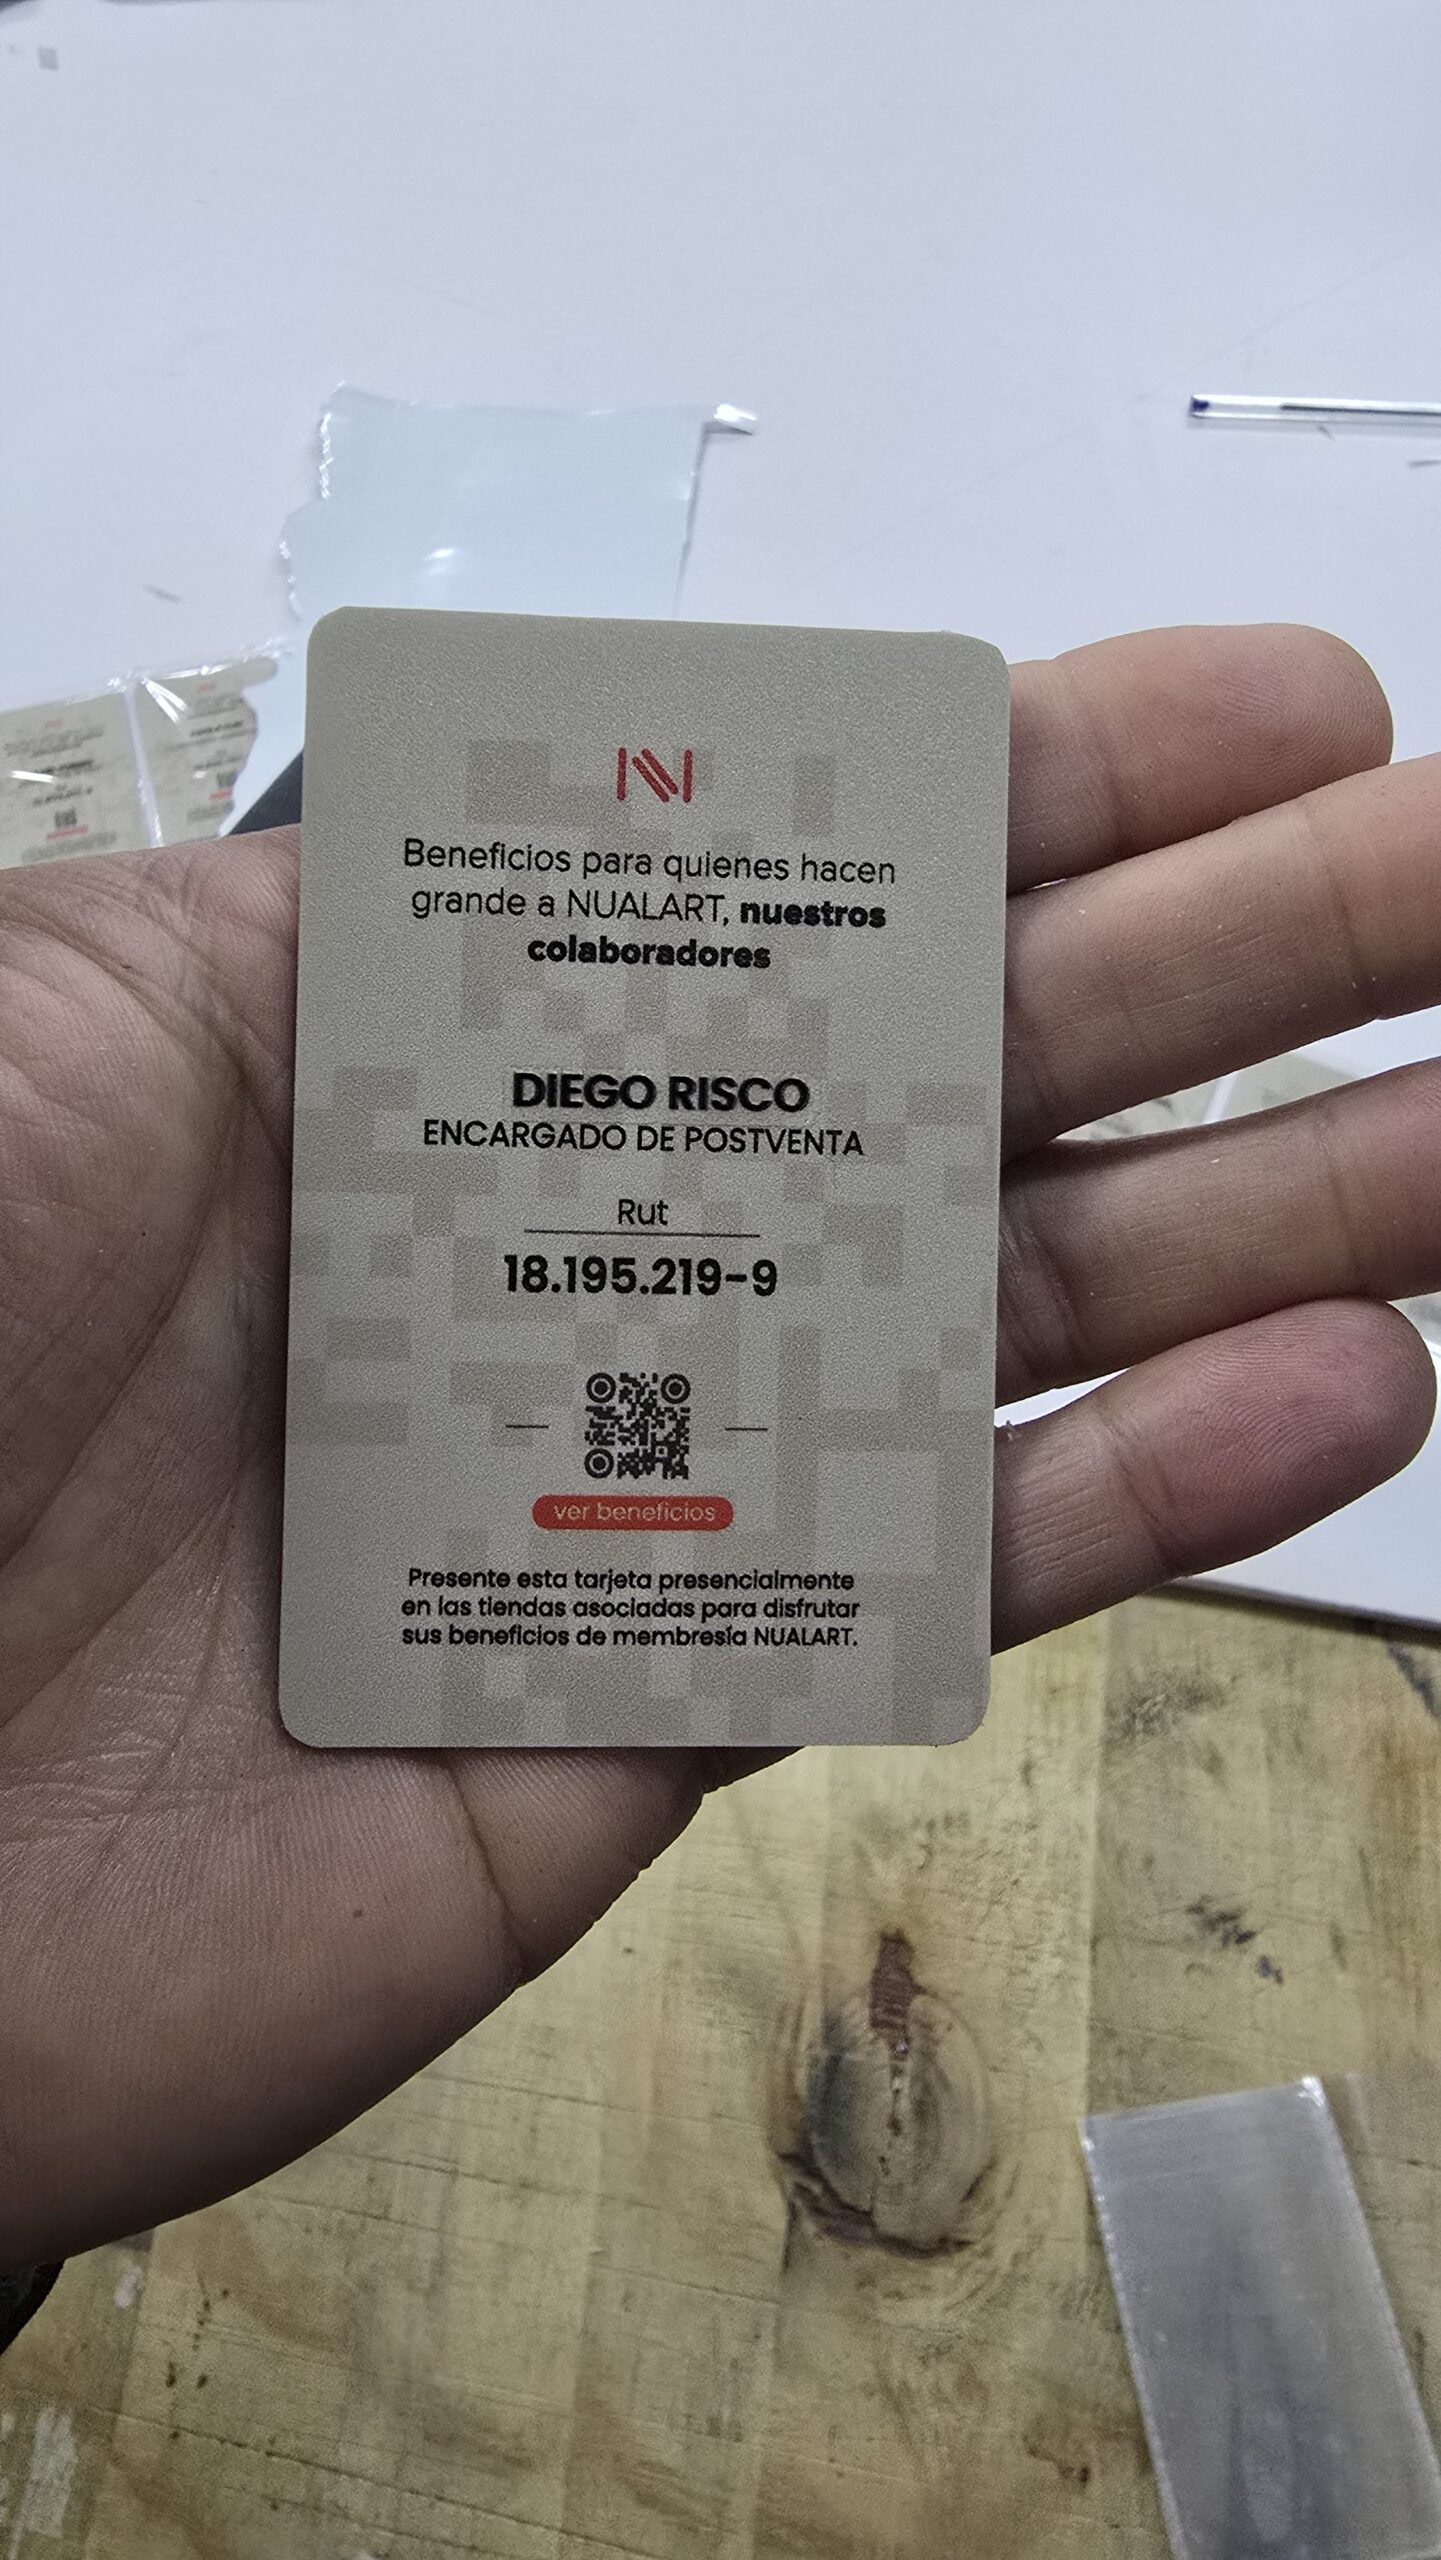 Beneficios para quienes hacen
grande a NUALART, nuestros
colaboradores
DIEGO RISCO
ENCARGADO DE POSTVENTA
Rut
18.195.219-9
ver beneficios
Presente esta tarjeta presencialmente
en las tiendas asociadas para disfrutar
sus beneficios de membresía NUALART.